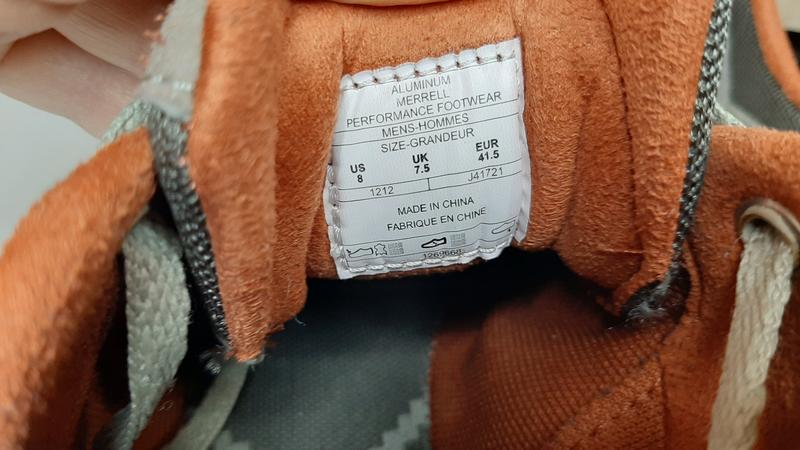 ALUMINUM
MERRELL
PERFORMANCE FOOTWEAR
MENS-HOMMES
SIZE-GRANDEUR
US UK EUR
8 7.5 41.5
1212 J41721
MADE IN CHINA
FABRIQUE EN CHINE
1269668